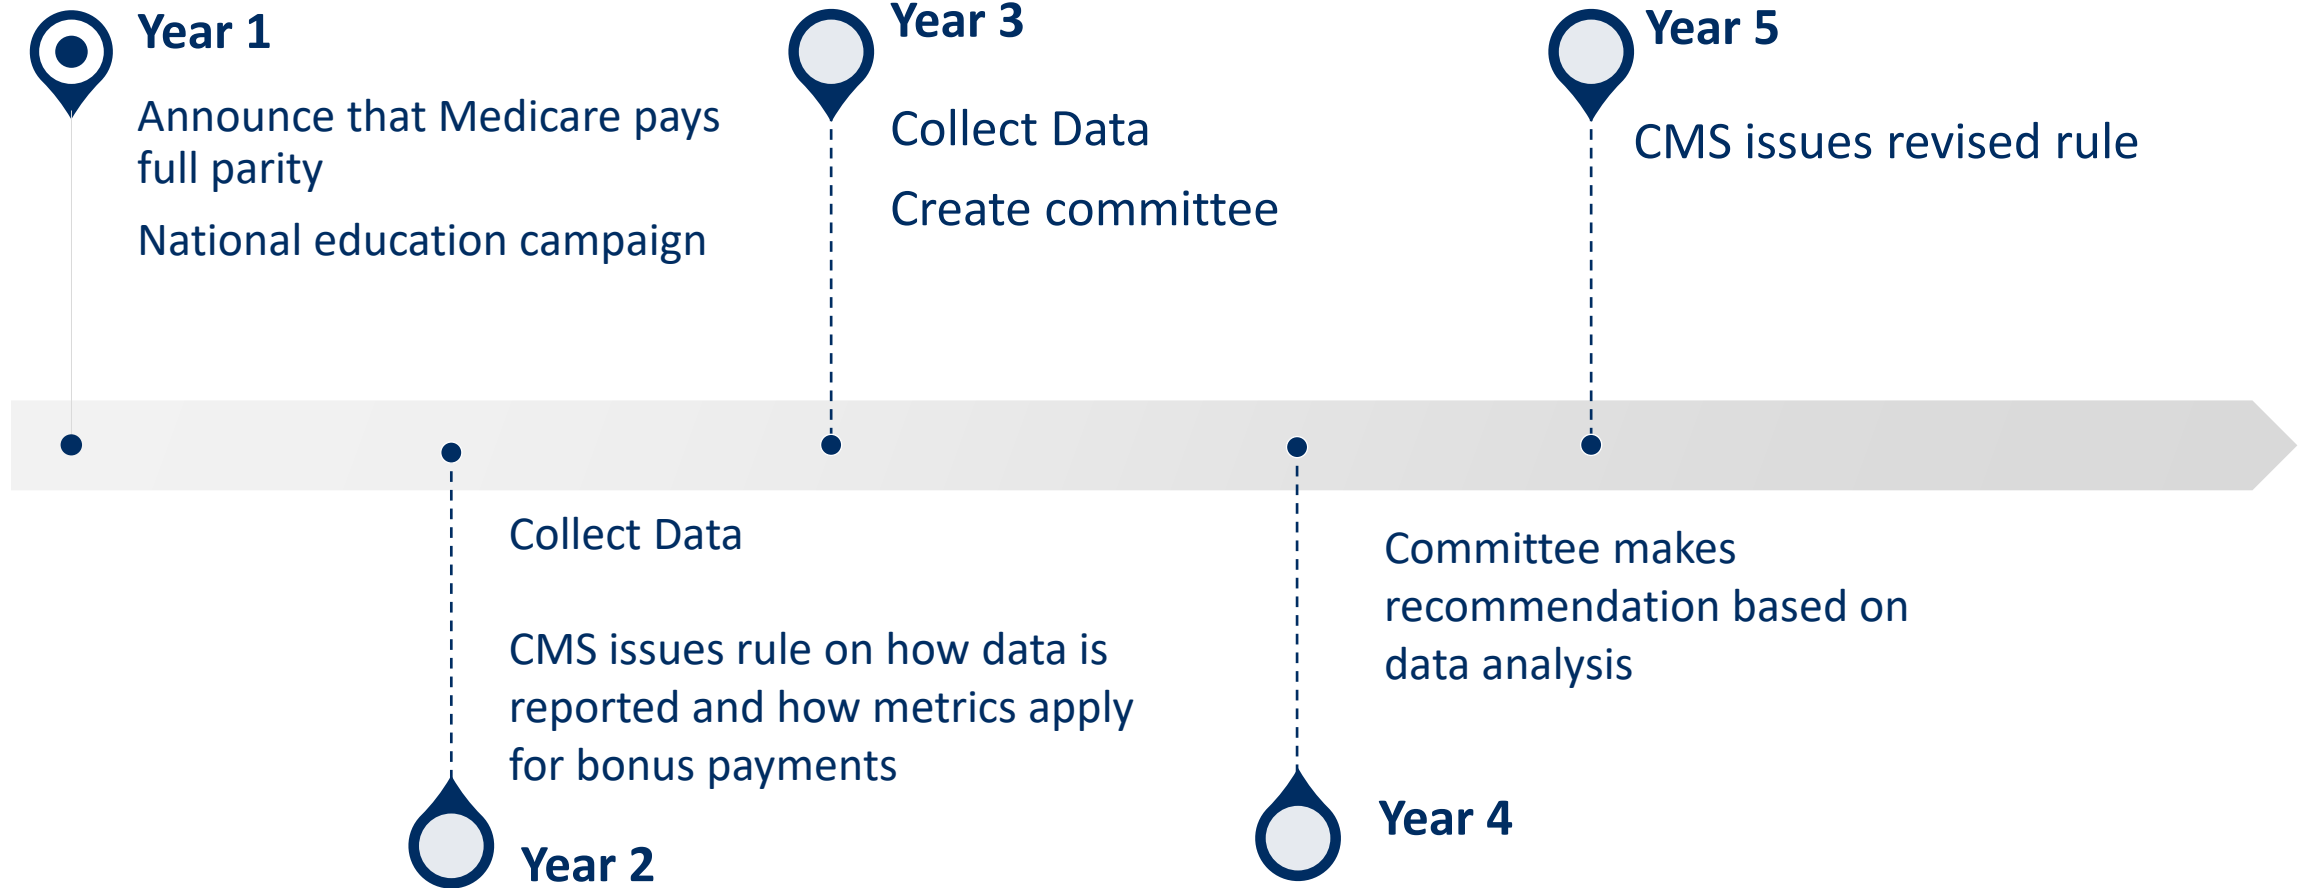 Year 1
Announce that Medicare pays
full parity
National education campaign
Collect Data
CMS issues rule on how data is
reported and how metrics apply
for bonus payments
Year 2
Year 3
Collect Data
Create committee
Committee makes
recommendation based on
data analysis
Year 4
Year 5
CMS issues revised rule